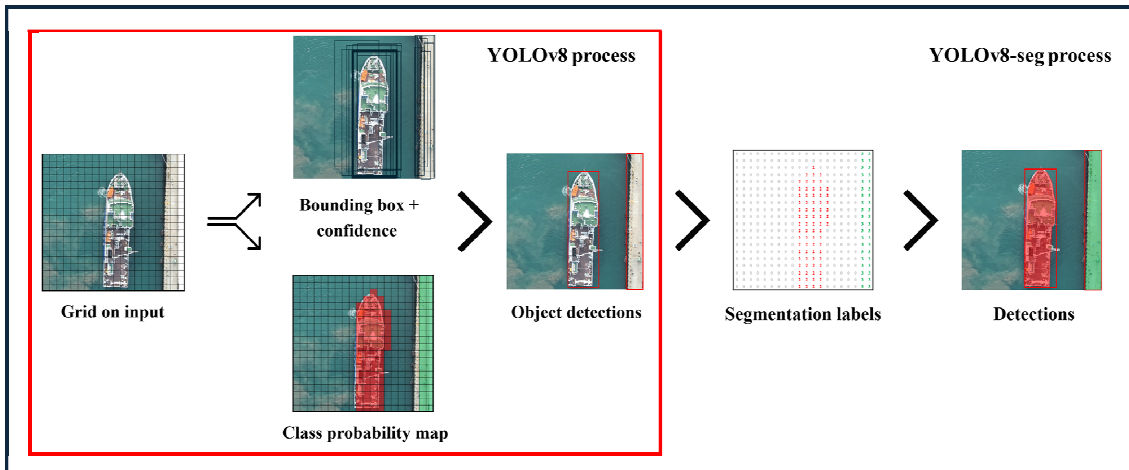 YOLOv8 process
YOLOv8-seg process
Grid on input
Bounding box +
confidence
Class probability map
Object detections
Segmentation labels
Detections